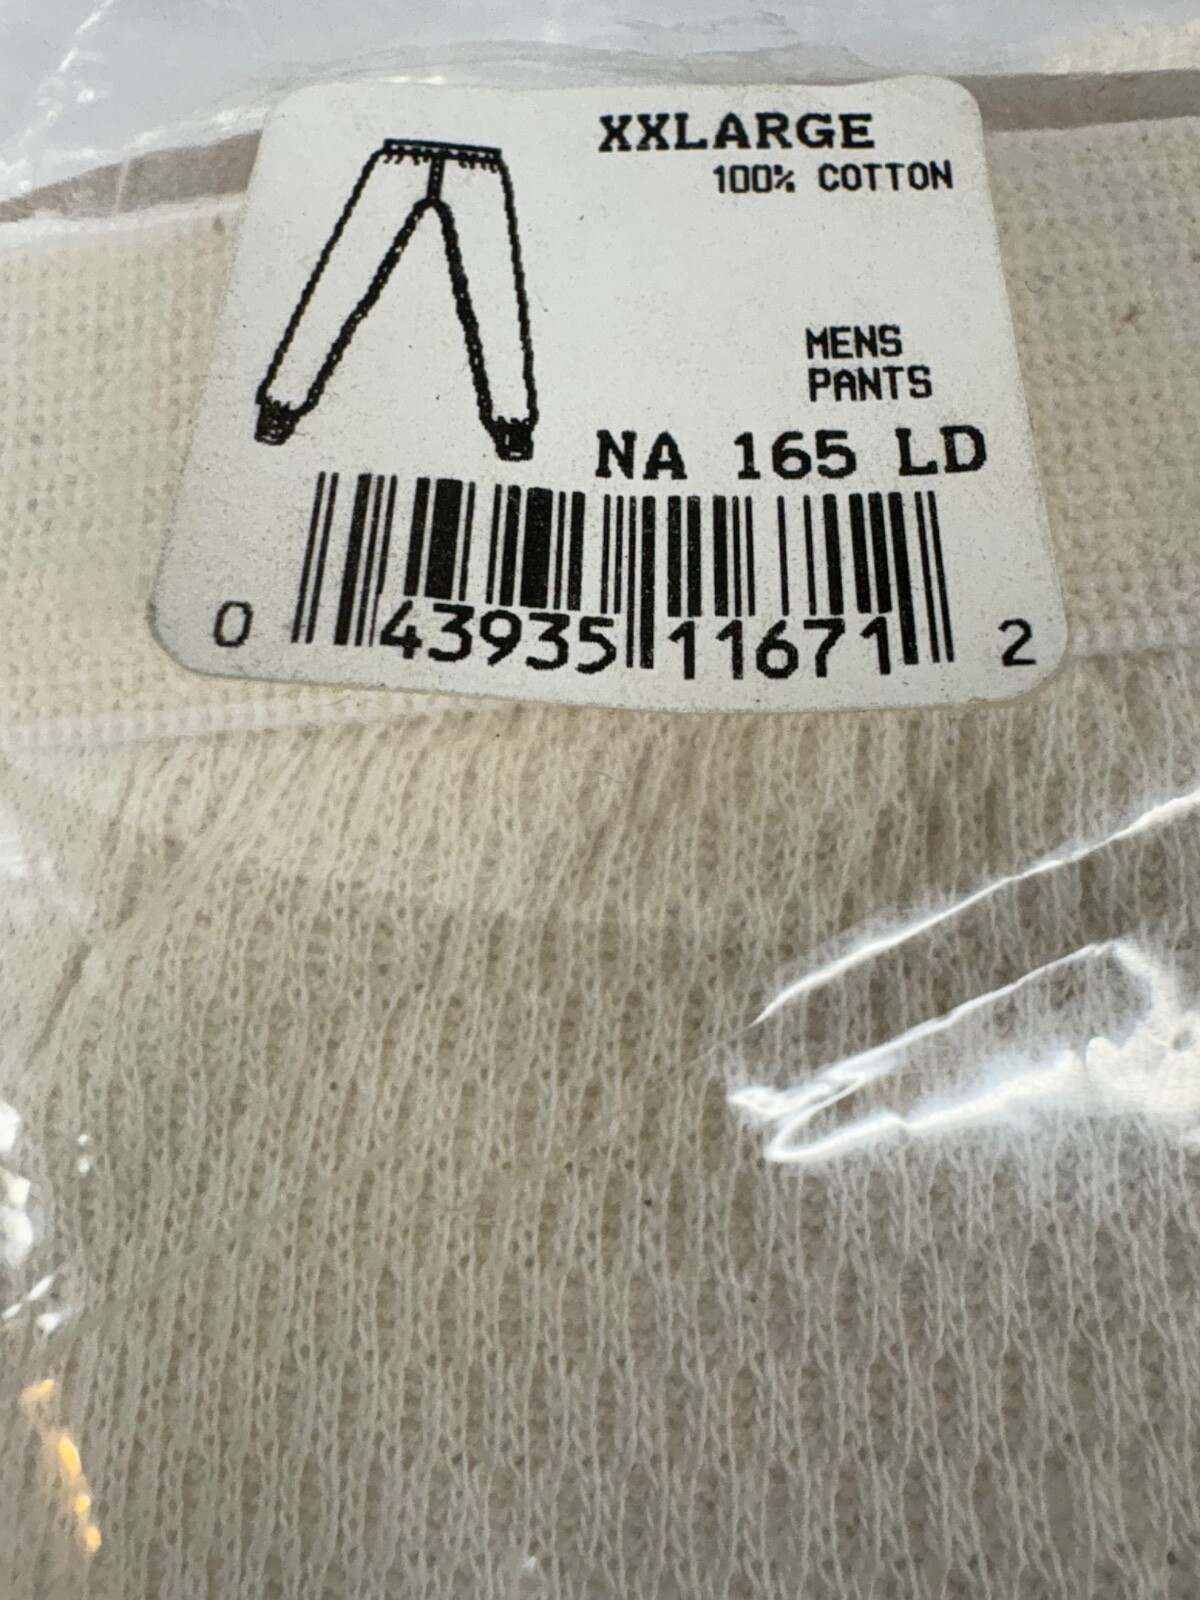 XXLARGE
100% COTTON
MENS
PANTS
NA 165 LD
0 43935 11671 2